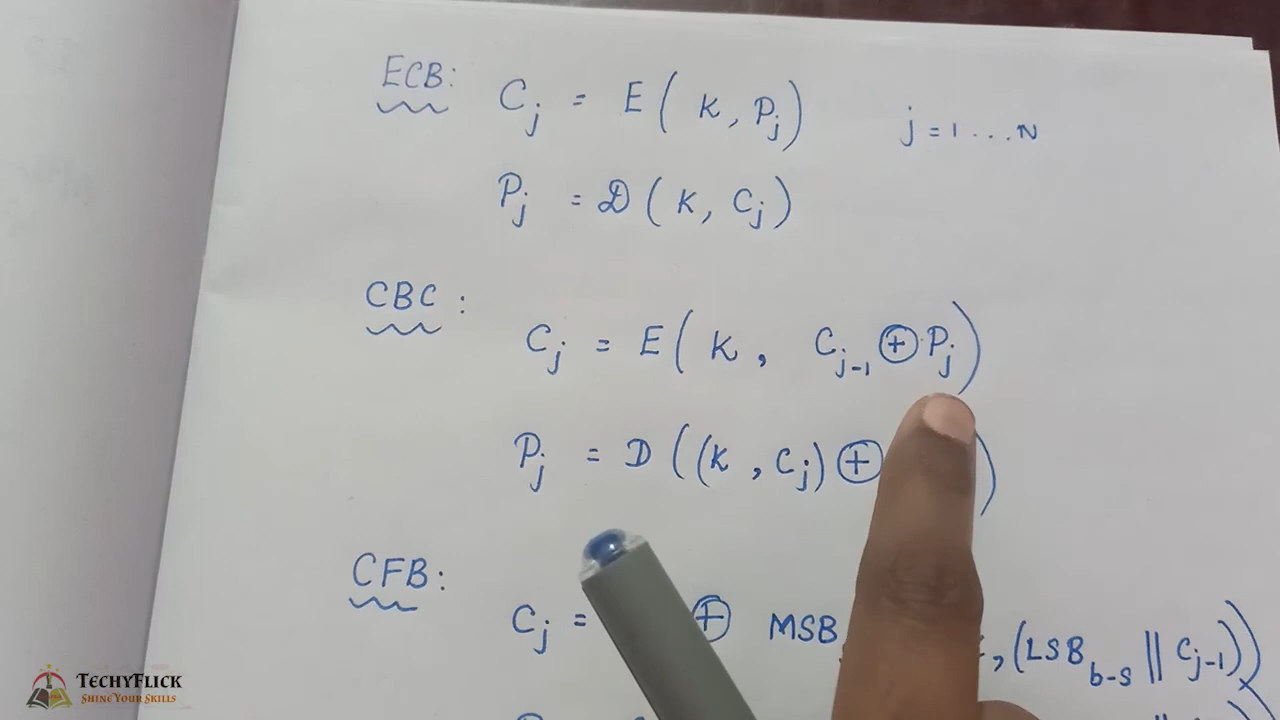 ECB: Cj = E ( K, Pj ) j = 1 ... N
Pj = D ( K, Cj )
CBC : Cj = E ( K , Cj-1 ⊕ Pj )
Pj = D ( (K , Cj) ⊕ )
CFB : Cj = ⊕ MSB , (LSBb-s || Cj-1) )
TECHYFLICK
SHINE YOUR SKILLS